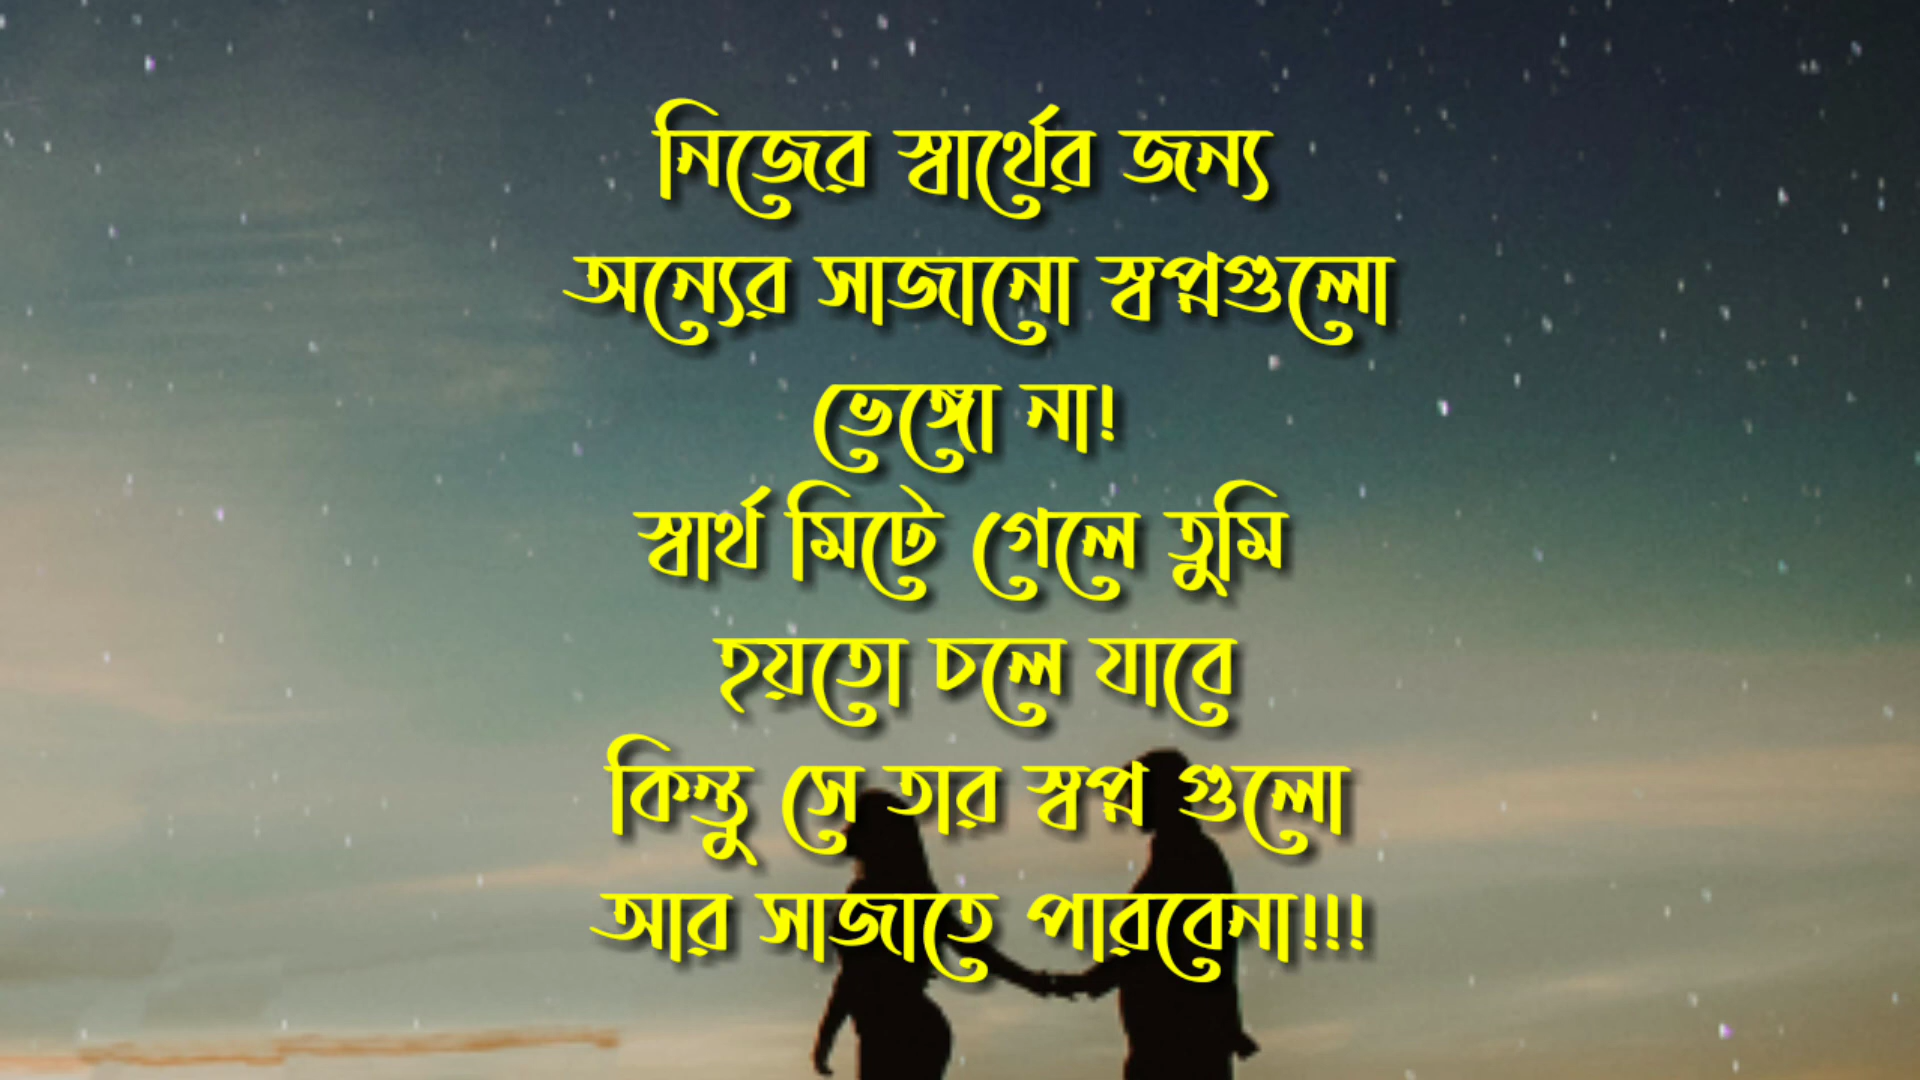 নিজের স্বার্থের জন্য
অন্যের সাজানো স্বপ্নগুলো
ভেঙ্গো না!
স্বার্থ মিটে গেলে তুমি
হয়তো চলে যাবে
কিন্তু সে তার স্বপ্ন গুলো
আর সাজাতে পারবেনা!!!